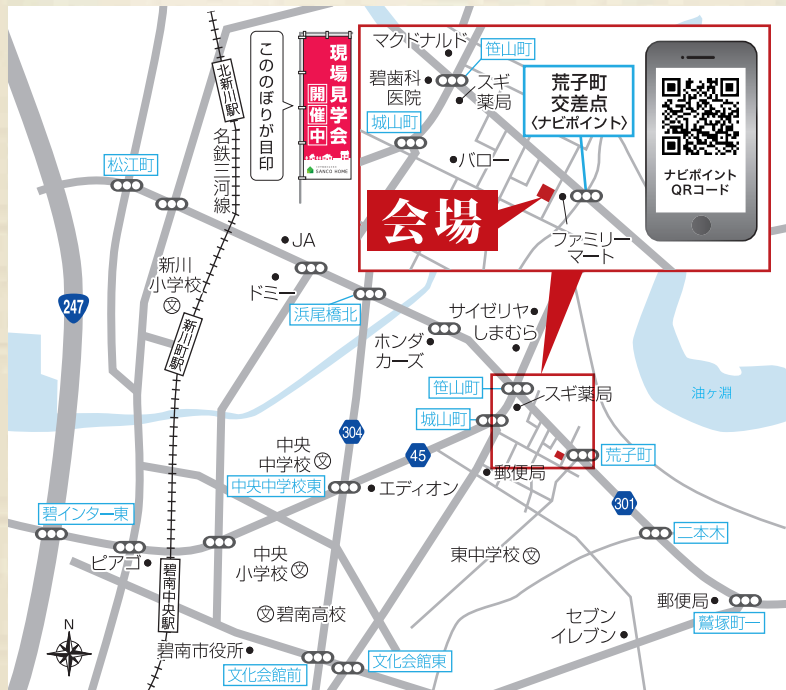 こののぼりが目印
現場見学会
開催中
SANCO HOME
マクドナルド
笹山町
碧歯科
医院
スギ
薬局
城山町
バロー
荒子町
交差点
〈ナビポイント〉
ナビポイント
QRコード
会場
ファミリー
マート
北新川駅
名鉄三河線
松江町
JA
新川
小学校
文
ドミー
247
浜尾橋北
新川町駅
サイゼリヤ
しまむら
ホンダ
カーズ
笹山町
スギ薬局
油ヶ淵
城山町
304
45
中央
中学校
文
荒子町
郵便局
中央中学校東
エディオン
301
碧インター東
二本木
ピアゴ
中央
小学校
文
東中学校
文
碧南中央駅
文
碧南高校
郵便局
鷲塚町一
セブン
イレブン
N
碧南市役所
文化会館前
文化会館東